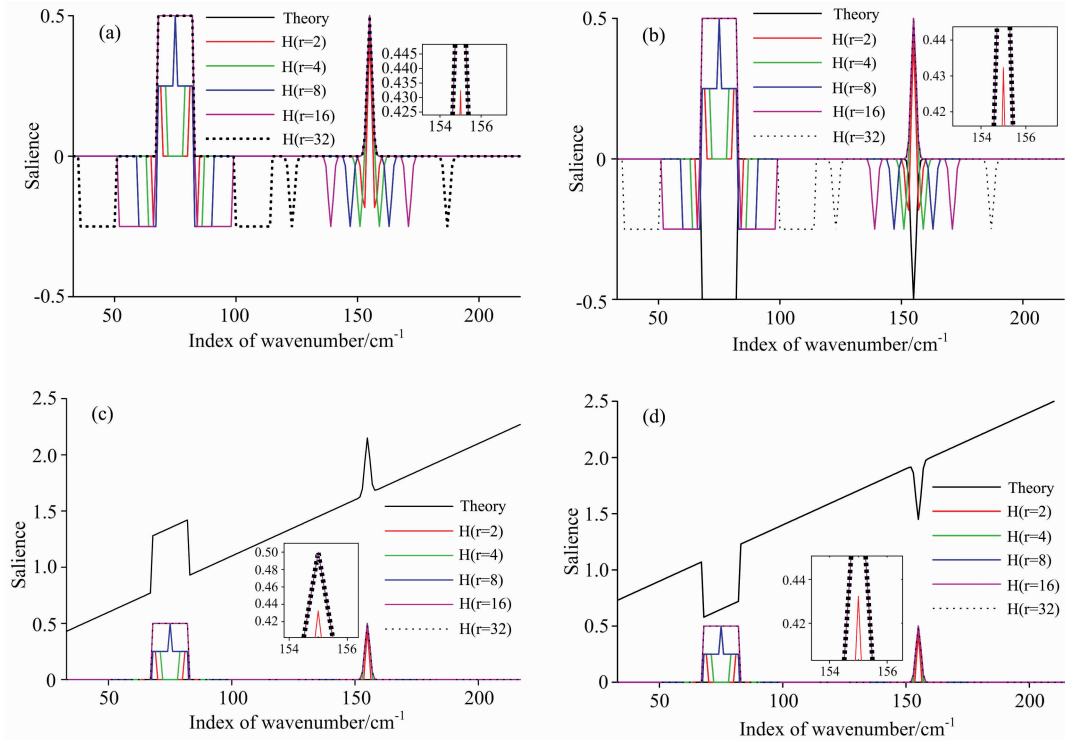 (a)
Salience
0.5
0
-0.5
50
100
150
200
Index of wavenumber/cm-1
Theory
H(r=2)
H(r=4)
H(r=8)
H(r=16)
H(r=32)
0.445
0.440
0.435
0.430
0.425
154
156
(b)
Salience
0.5
0
-0.5
50
100
150
200
Index of wavenumber/cm-1
Theory
H(r=2)
H(r=4)
H(r=8)
H(r=16)
H(r=32)
0.44
0.43
0.42
154
156
(c)
Salience
2.5
2.0
1.5
1.0
0.5
0
50
100
150
200
Index of wavenumber/cm-1
Theory
H(r=2)
H(r=4)
H(r=8)
H(r=16)
H(r=32)
0.50
0.48
0.46
0.44
0.42
154
156
(d)
Salience
2.5
2.0
1.5
1.0
0.5
0
50
100
150
200
Index of wavenumber/cm-1
Theory
H(r=2)
H(r=4)
H(r=8)
H(r=16)
H(r=32)
0.44
0.42
154
156